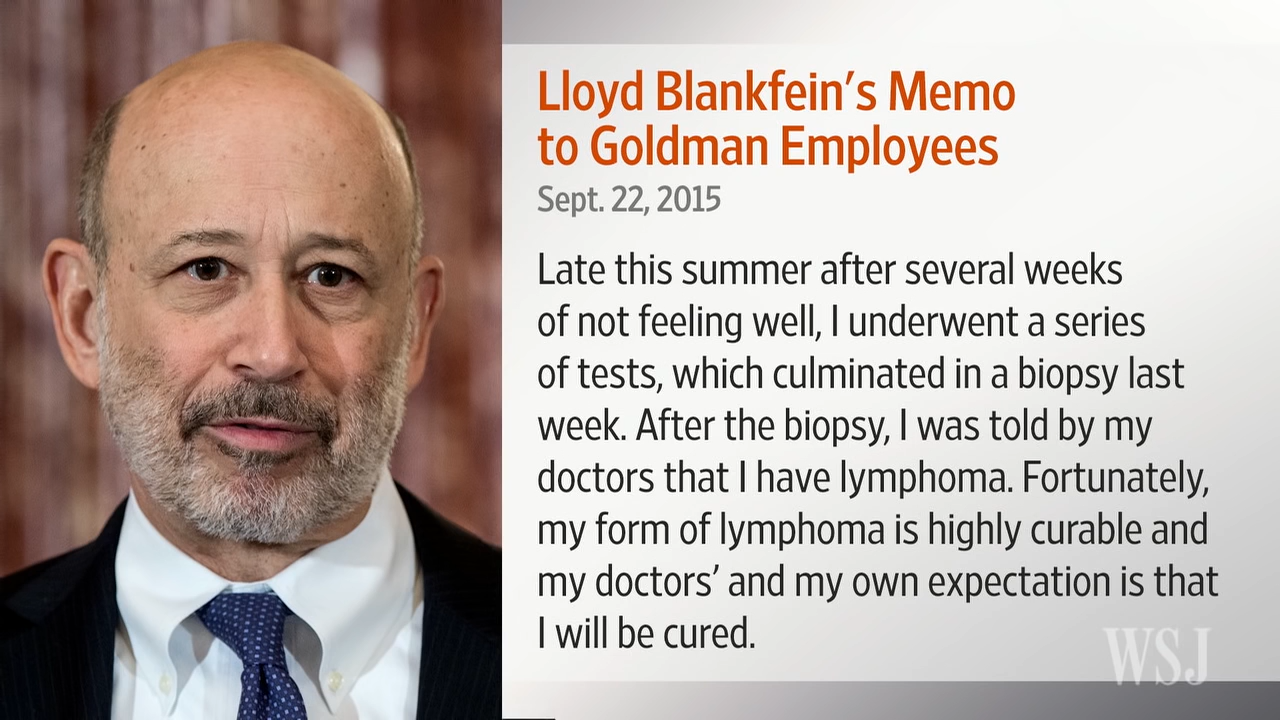 Lloyd Blankfein's Memo
to Goldman Employees
Sept. 22, 2015
Late this summer after several weeks
of not feeling well, I underwent a series
of tests, which culminated in a biopsy last
week. After the biopsy, I was told by my
doctors that I have lymphoma. Fortunately,
my form of lymphoma is highly curable and
my doctors’ and my own expectation is that
I will be cured.
WSJ